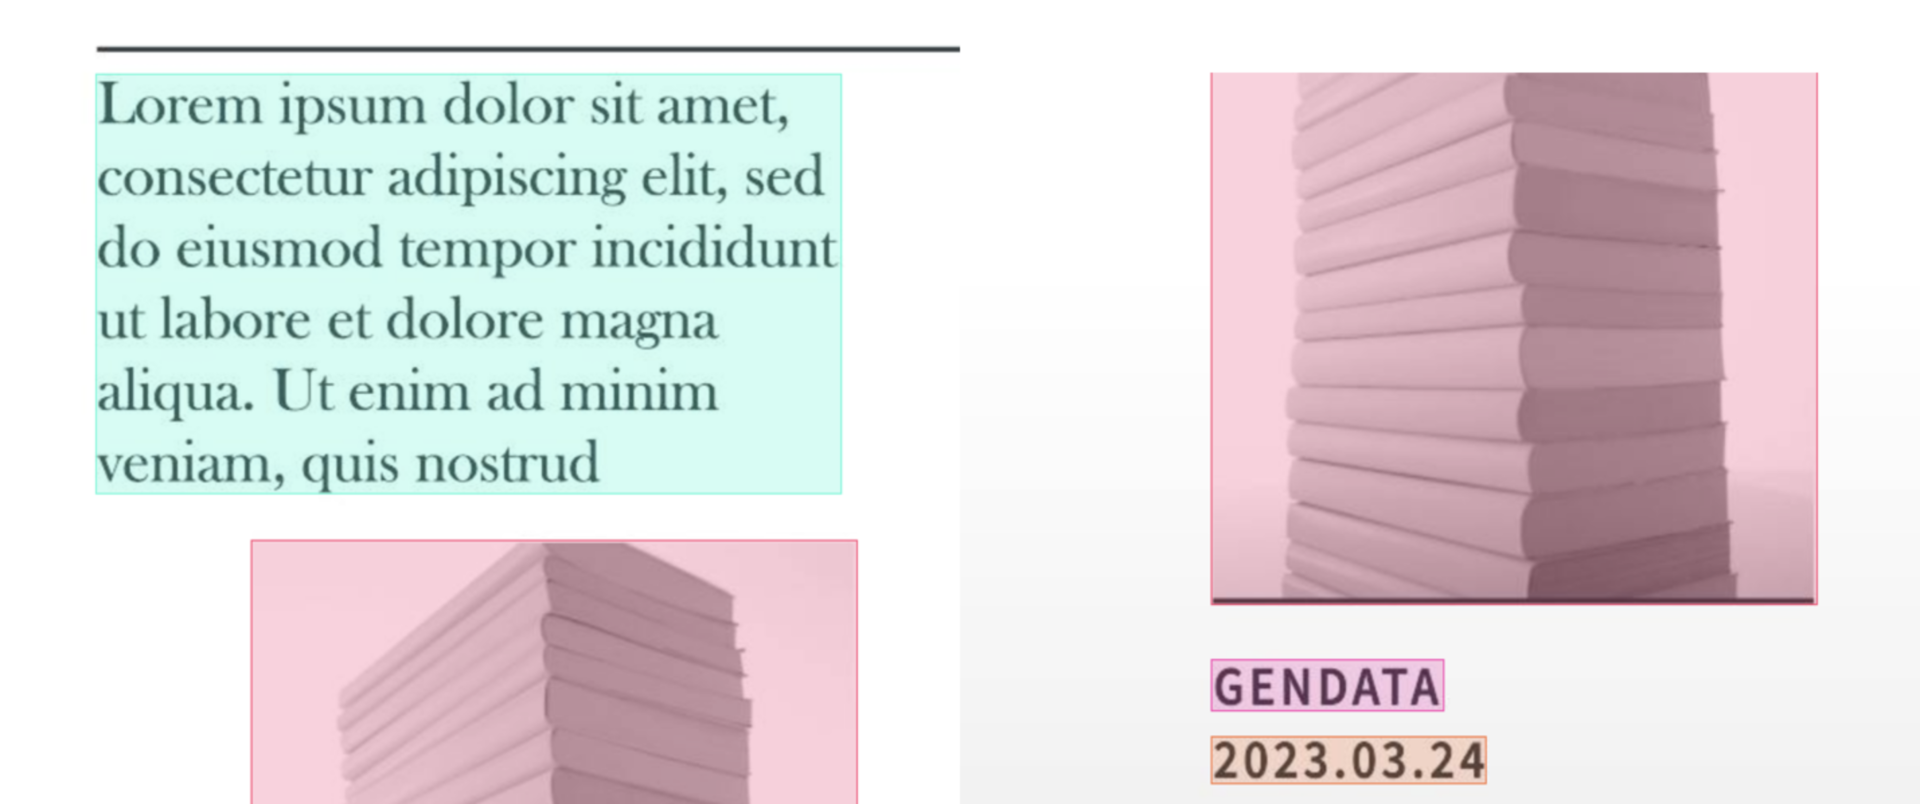 Lorem ipsum dolor sit amet,
consectetur adipiscing elit, sed
do eiusmod tempor incididunt
ut labore et dolore magna
aliqua. Ut enim ad minim
veniam, quis nostrud
GENDATA
2023.03.24